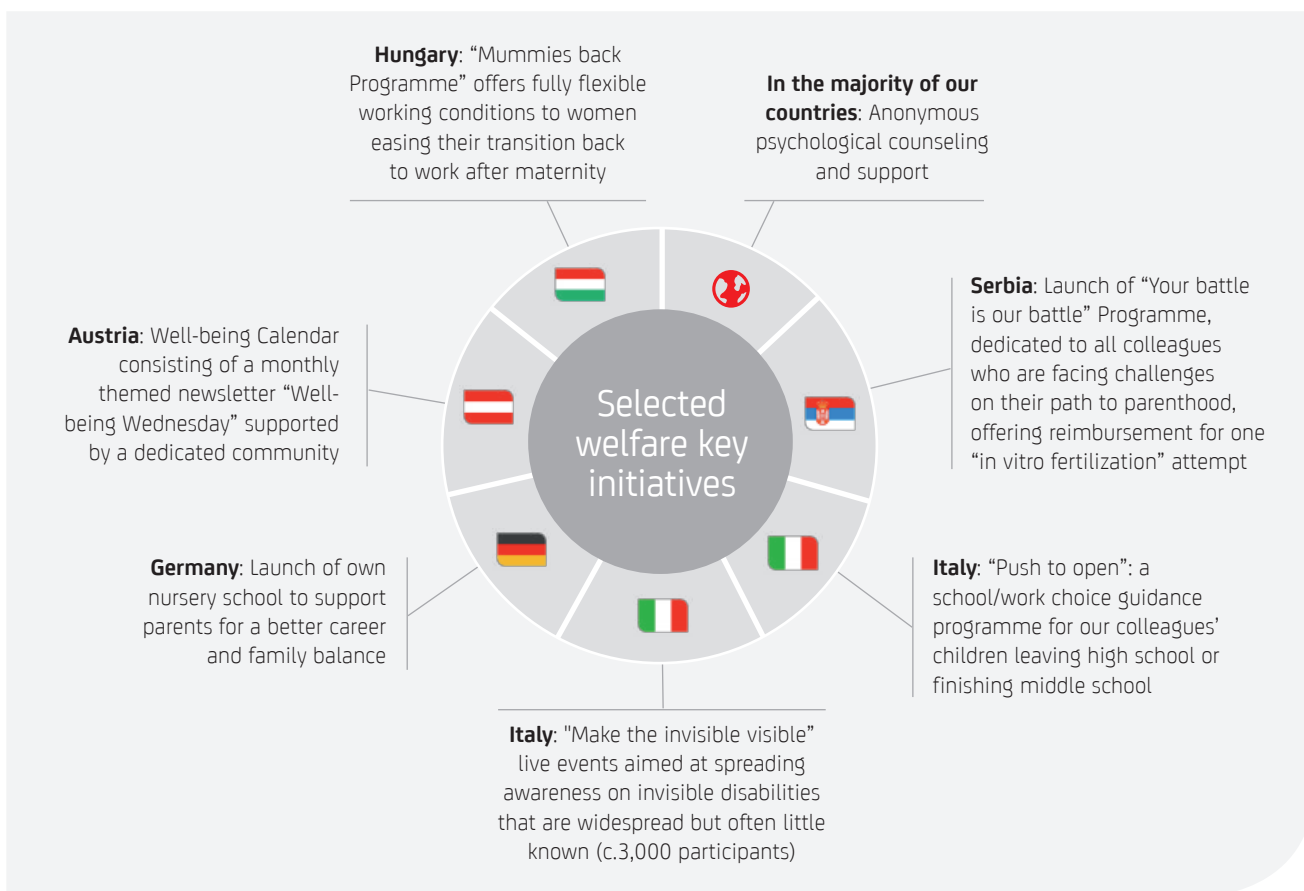 Hungary: “Mummies back
Programme” offers fully flexible
working conditions to women
easing their transition back
to work after maternity
In the majority of our
countries: Anonymous
psychological counseling
and support
Austria: Well-being Calendar
consisting of a monthly
themed newsletter “Well-
being Wednesday” supported
by a dedicated community
Selected
welfare key
initiatives
Serbia: Launch of “Your battle
is our battle” Programme,
dedicated to all colleagues
who are facing challenges
on their path to parenthood,
offering reimbursement for one
“in vitro fertilization” attempt
Germany: Launch of own
nursery school to support
parents for a better career
and family balance
Italy: “Push to open”: a
school/work choice guidance
programme for our colleagues’
children leaving high school or
finishing middle school
Italy: "Make the invisible visible”
live events aimed at spreading
awareness on invisible disabilities
that are widespread but often little
known (c.3,000 participants)